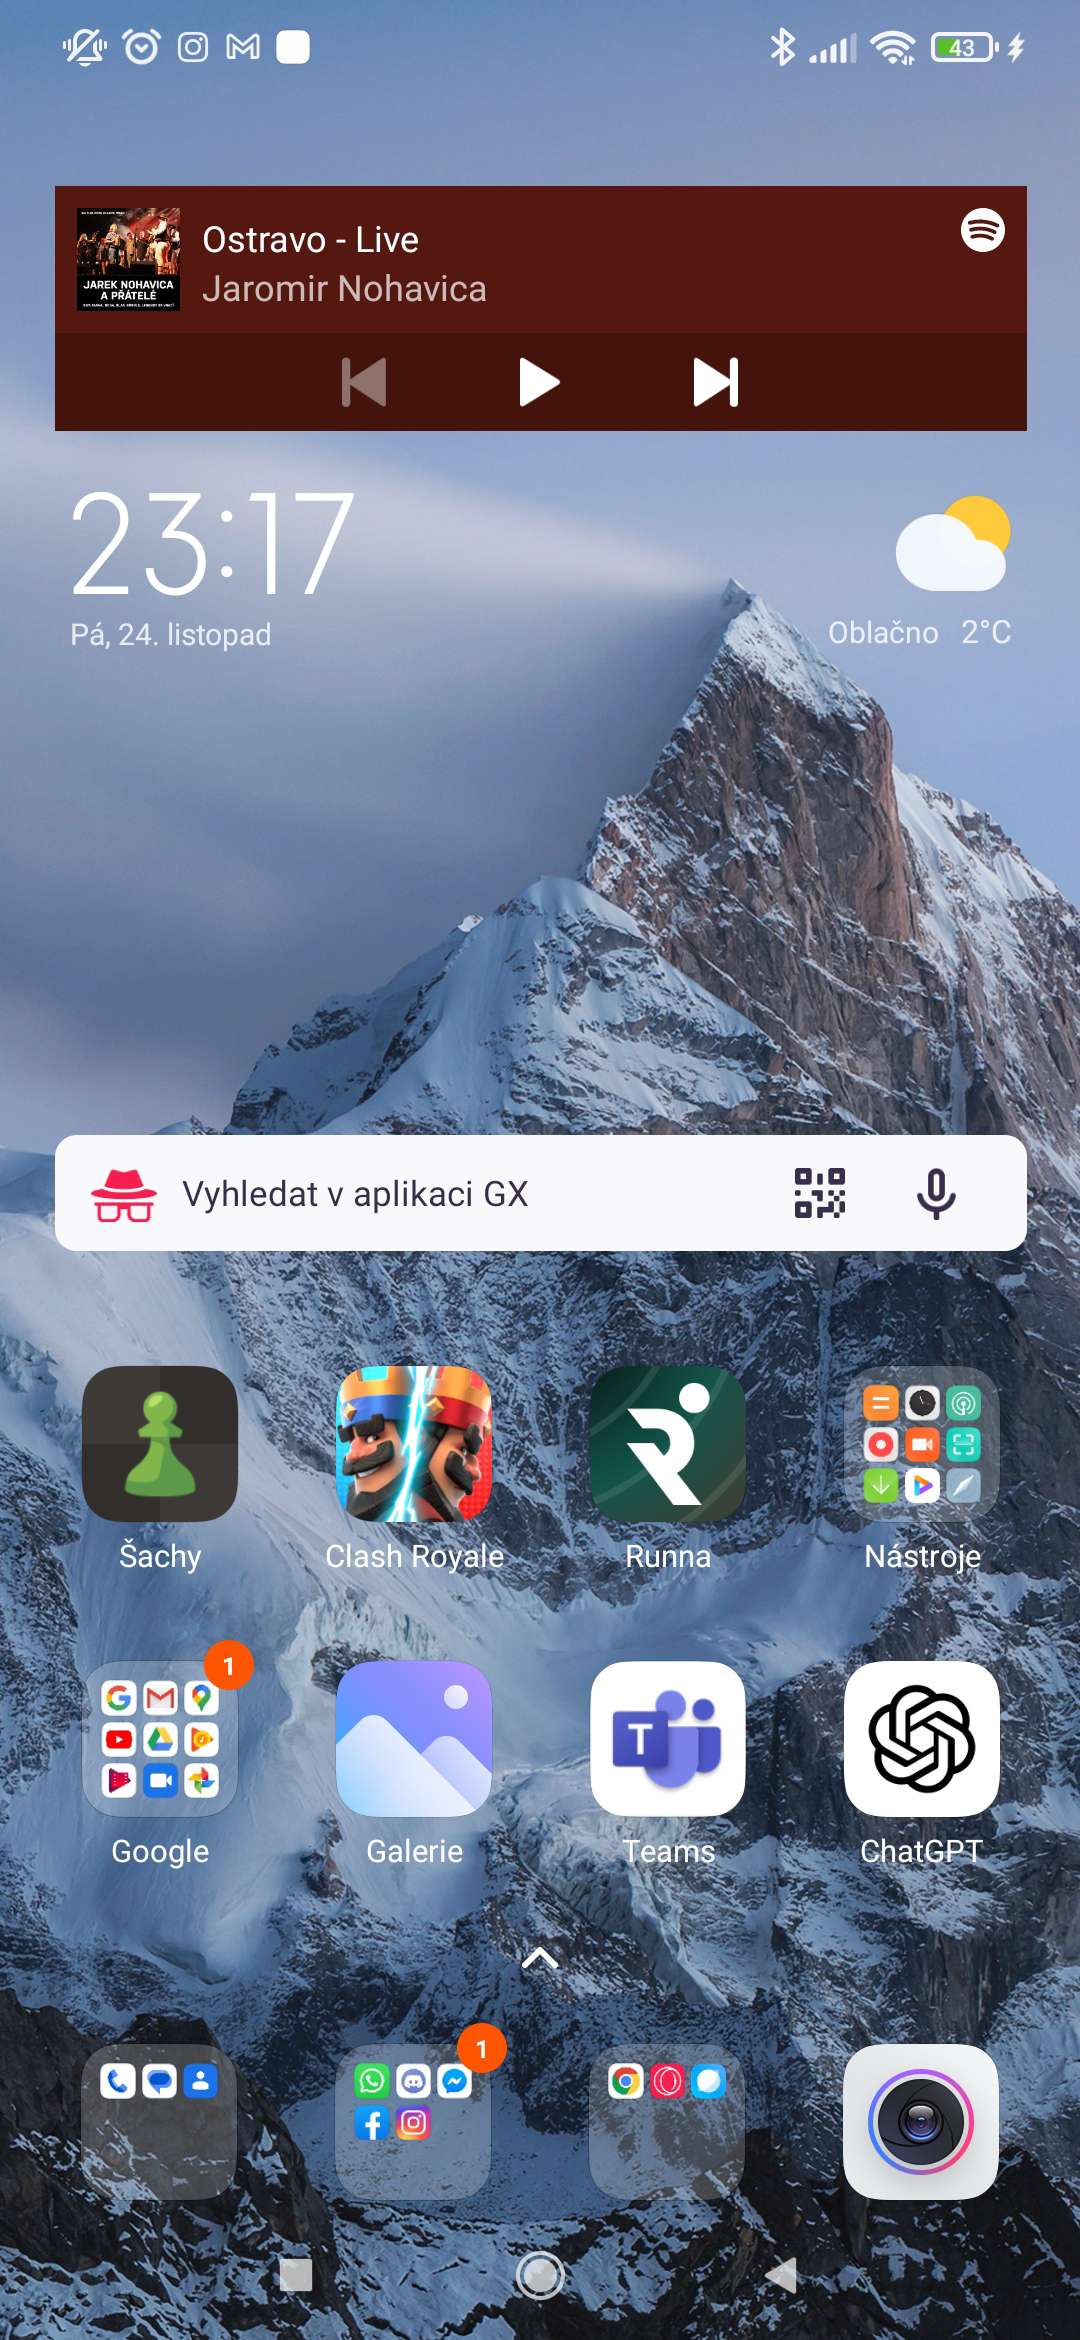 43
Ostravo - Live
Jaromir Nohavica
JAREK NOHAVICA
A PŘÁTELÉ
23:17
Pá, 24. listopad
Oblačno 2°C
Vyhledat v aplikaci GX
Šachy
Clash Royale
Runna
Nástroje
1
Google
Galerie
T
Teams
ChatGPT
1